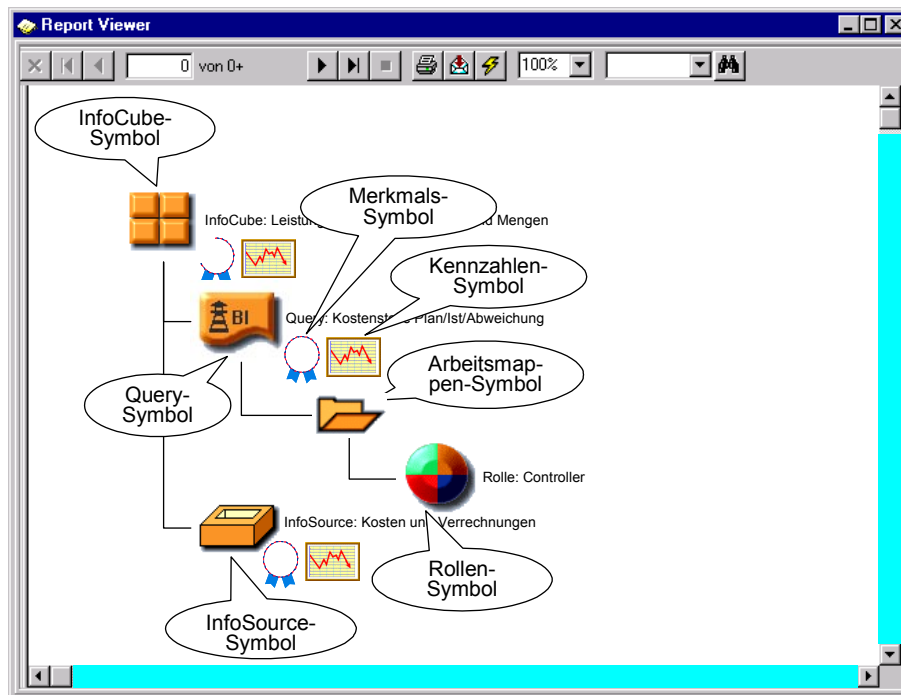 Report Viewer
0 von 0+
100%
InfoCube-
Symbol
Merkmals-
Symbol
InfoCube: Leistung
d Mengen
Kennzahlen-
Symbol
BI
Query: Kostenst
e Plan/Ist/Abweichung
Arbeitsmap-
pen-Symbol
Query-
Symbol
Rolle: Controller
InfoSource: Kosten un
Verrechnungen
Rollen-
Symbol
InfoSource-
Symbol